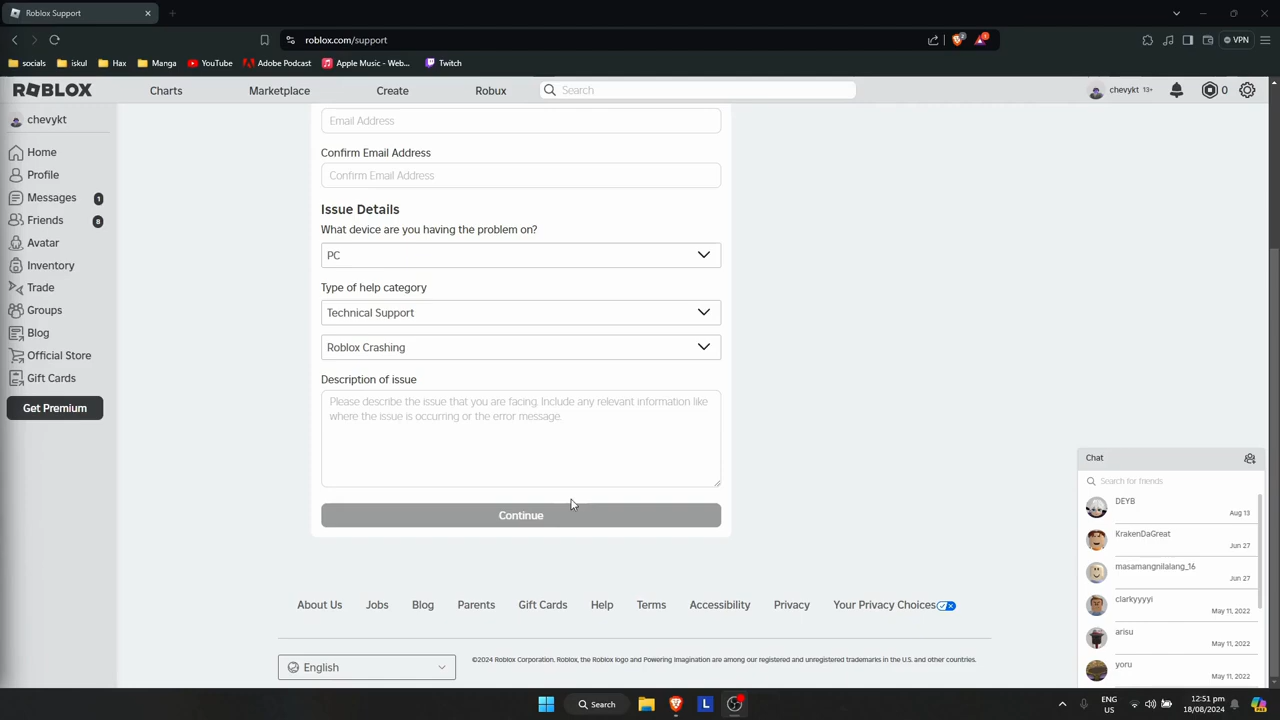 Roblox Support
roblox.com/support
VPN
socials
iskul
Hax
Manga
YouTube
Adobe Podcast
Apple Music - Web...
Twitch
ROBLOX
Charts
Marketplace
Create
Robux
Search
chevykt 13+
0
chevykt
Home
Profile
Messages 1
Friends 8
Avatar
Inventory
Trade
Groups
Blog
Official Store
Gift Cards
Get Premium
Email Address
Confirm Email Address
Confirm Email Address
Issue Details
What device are you having the problem on?
PC
Type of help category
Technical Support
Roblox Crashing
Description of issue
Please describe the issue that you are facing. Include any relevant information like
where the issue is occurring or the error message.
Continue
Chat
Search for friends
DEYB
Aug 13
KrakenDaGreat
Jun 27
masamangnilalang_16
Jun 27
clarkyyyyi
May 11, 2022
arisu
May 11, 2022
yoru
May 11, 2022
About Us
Jobs
Blog
Parents
Gift Cards
Help
Terms
Accessibility
Privacy
Your Privacy Choices
English
©2024 Roblox Corporation. Roblox, the Roblox logo and Powering Imagination are among our registered and unregistered trademarks in the U.S. and other countries.
Search
L
ENG
US
12:51 pm
18/08/2024